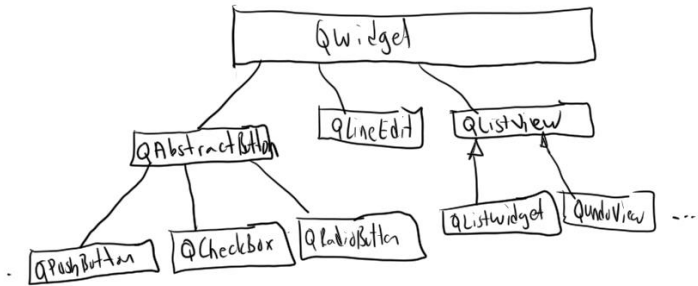 QWidget
QAbstractButton
QLineEdit
QListView
QPushButton
QCheckBox
QRadioButton
QListWidget
QUndoView
...